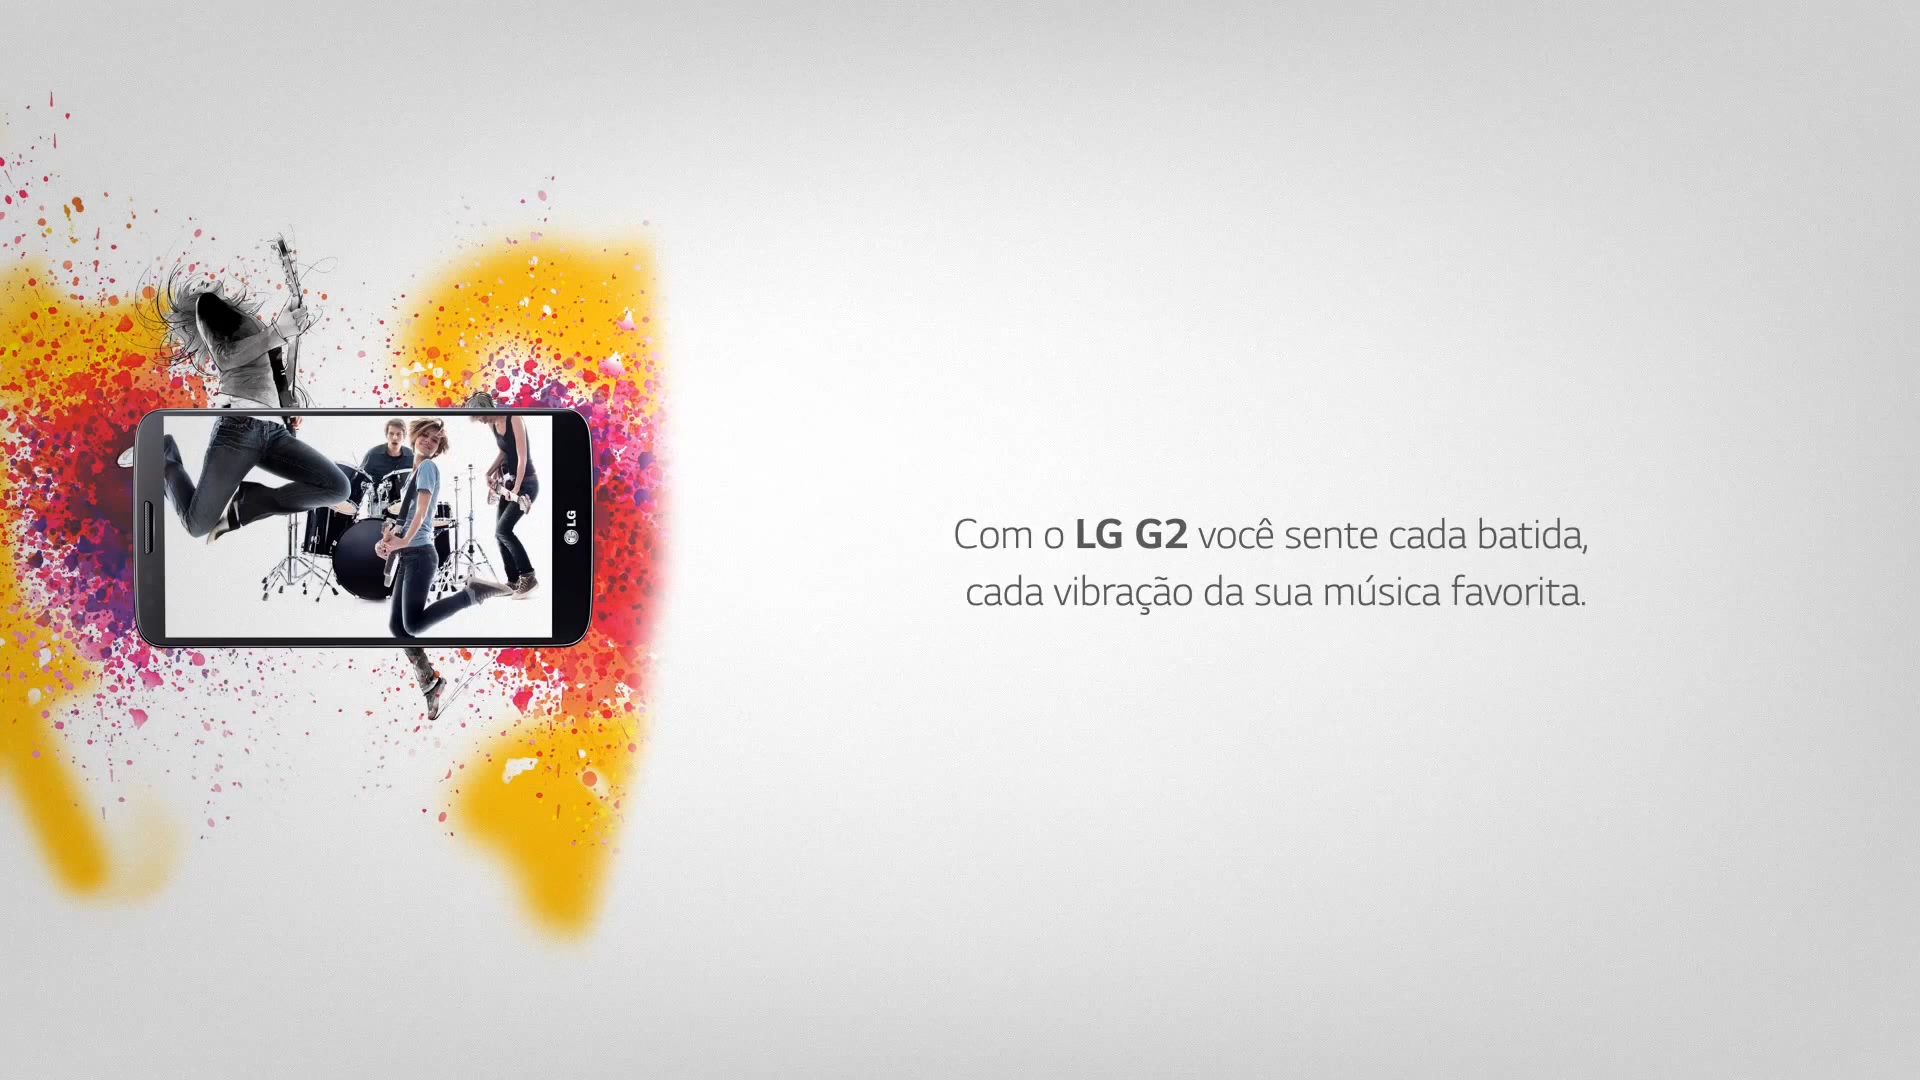 LG
Com o LG G2 você sente cada batida,
cada vibração da sua música favorita.